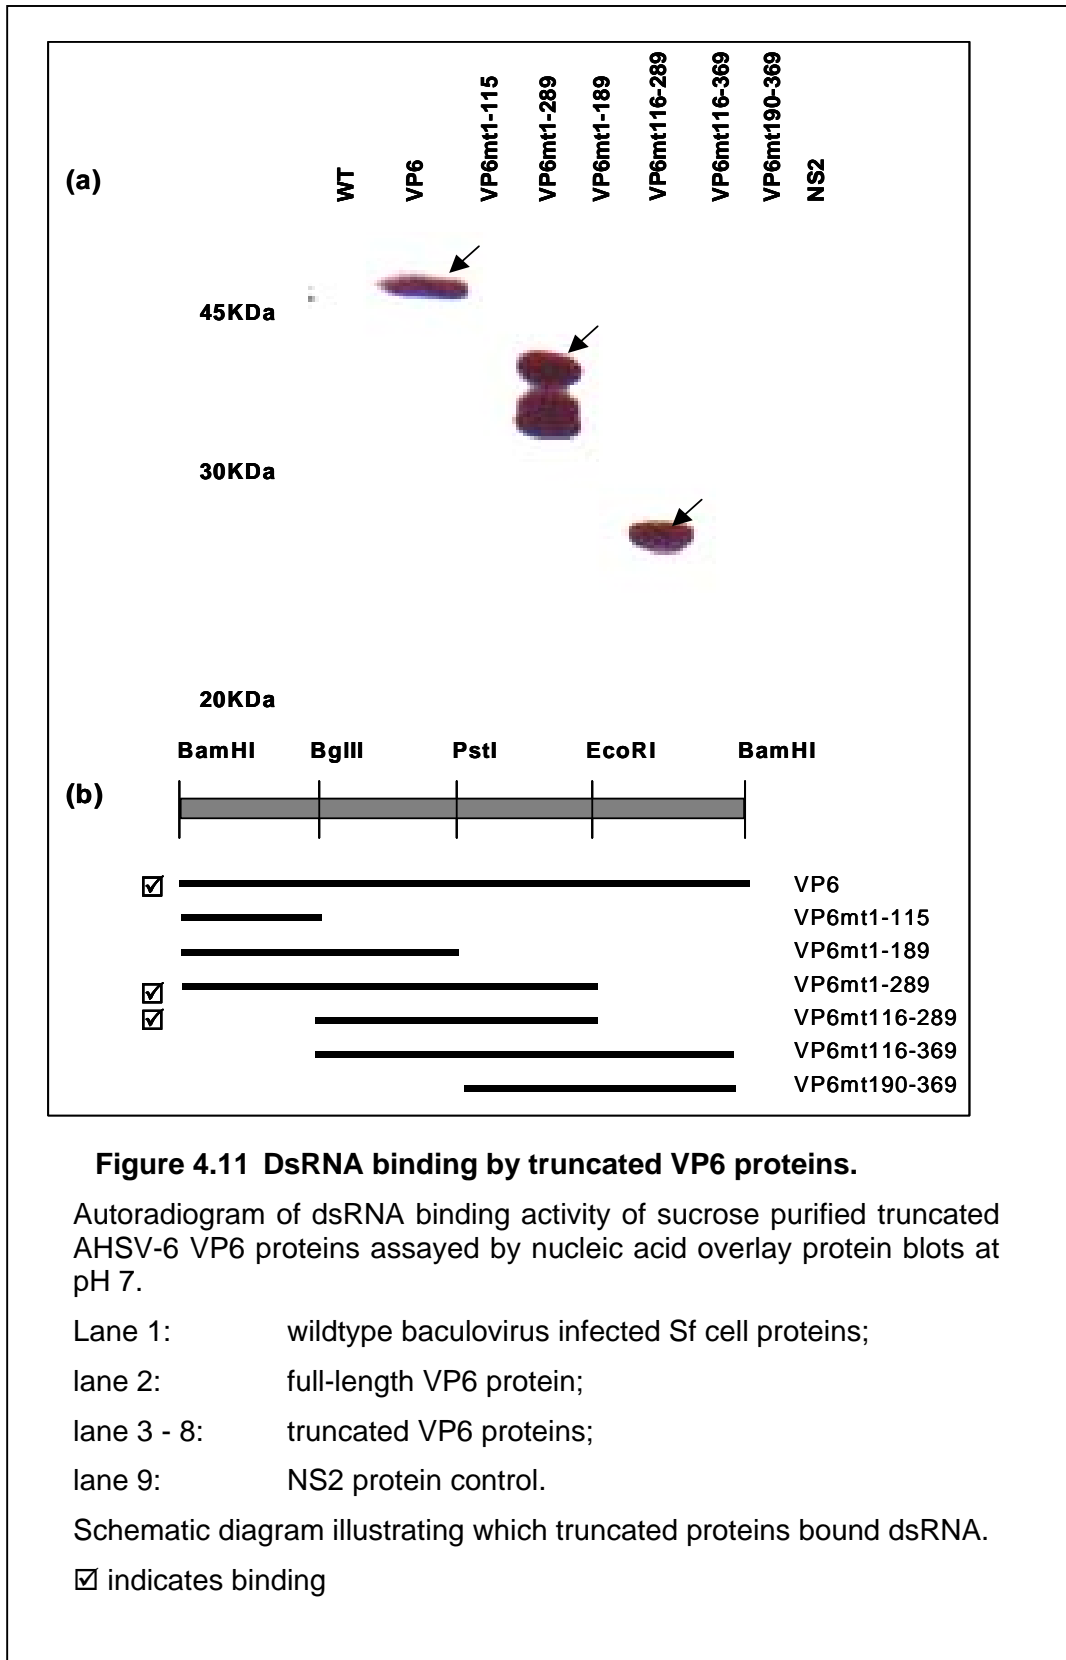 (a)
WT
VP6
VP6mt1-115
VP6mt1-289
VP6mt1-189
VP6mt116-289
VP6mt116-369
VP6mt190-369
NS2
45KDa
30KDa
20KDa
BamHI BglII PstI EcoRI BamHI
(b)
☑ VP6
VP6mt1-115
VP6mt1-189
☑ VP6mt1-289
☑ VP6mt116-289
VP6mt116-369
VP6mt190-369
Figure 4.11 DsRNA binding by truncated VP6 proteins.
Autoradiogram of dsRNA binding activity of sucrose purified truncated
AHSV-6 VP6 proteins assayed by nucleic acid overlay protein blots at
pH 7.
Lane 1: wildtype baculovirus infected Sf cell proteins;
lane 2: full-length VP6 protein;
lane 3 - 8: truncated VP6 proteins;
lane 9: NS2 protein control.
Schematic diagram illustrating which truncated proteins bound dsRNA.
☑ indicates binding